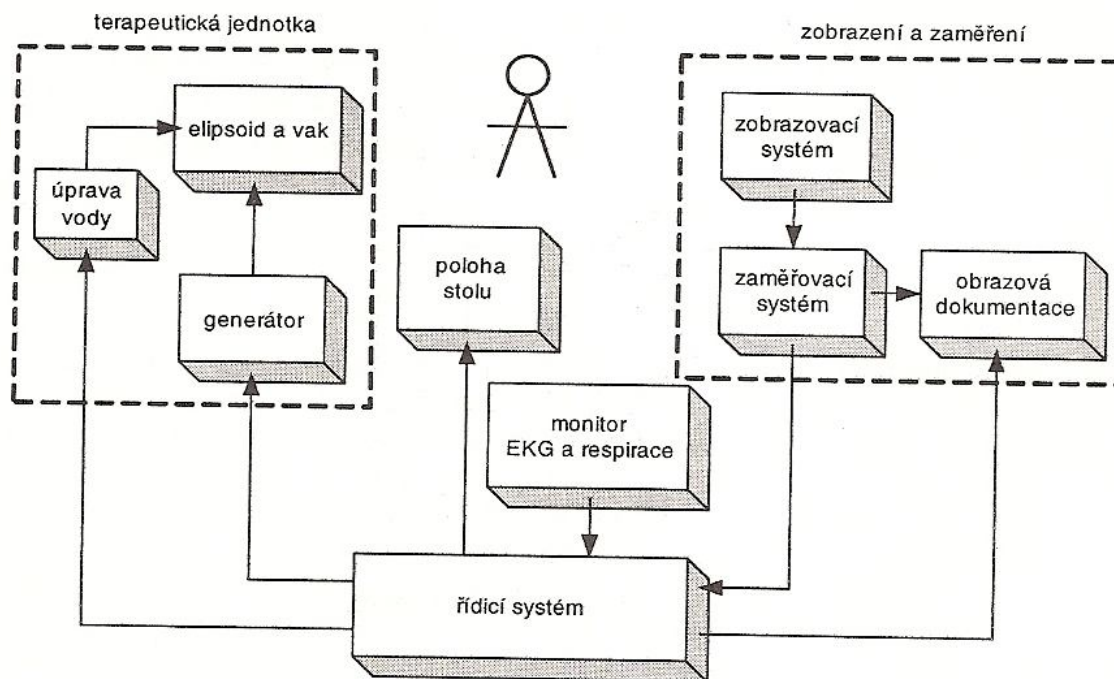 terapeutická jednotka
zobrazení a zaměření
elipsoid a vak
zobrazovací
systém
úprava
vody
poloha
stolu
zaměřovací
systém
obrazová
dokumentace
generátor
monitor
EKG a respirace
řídicí systém